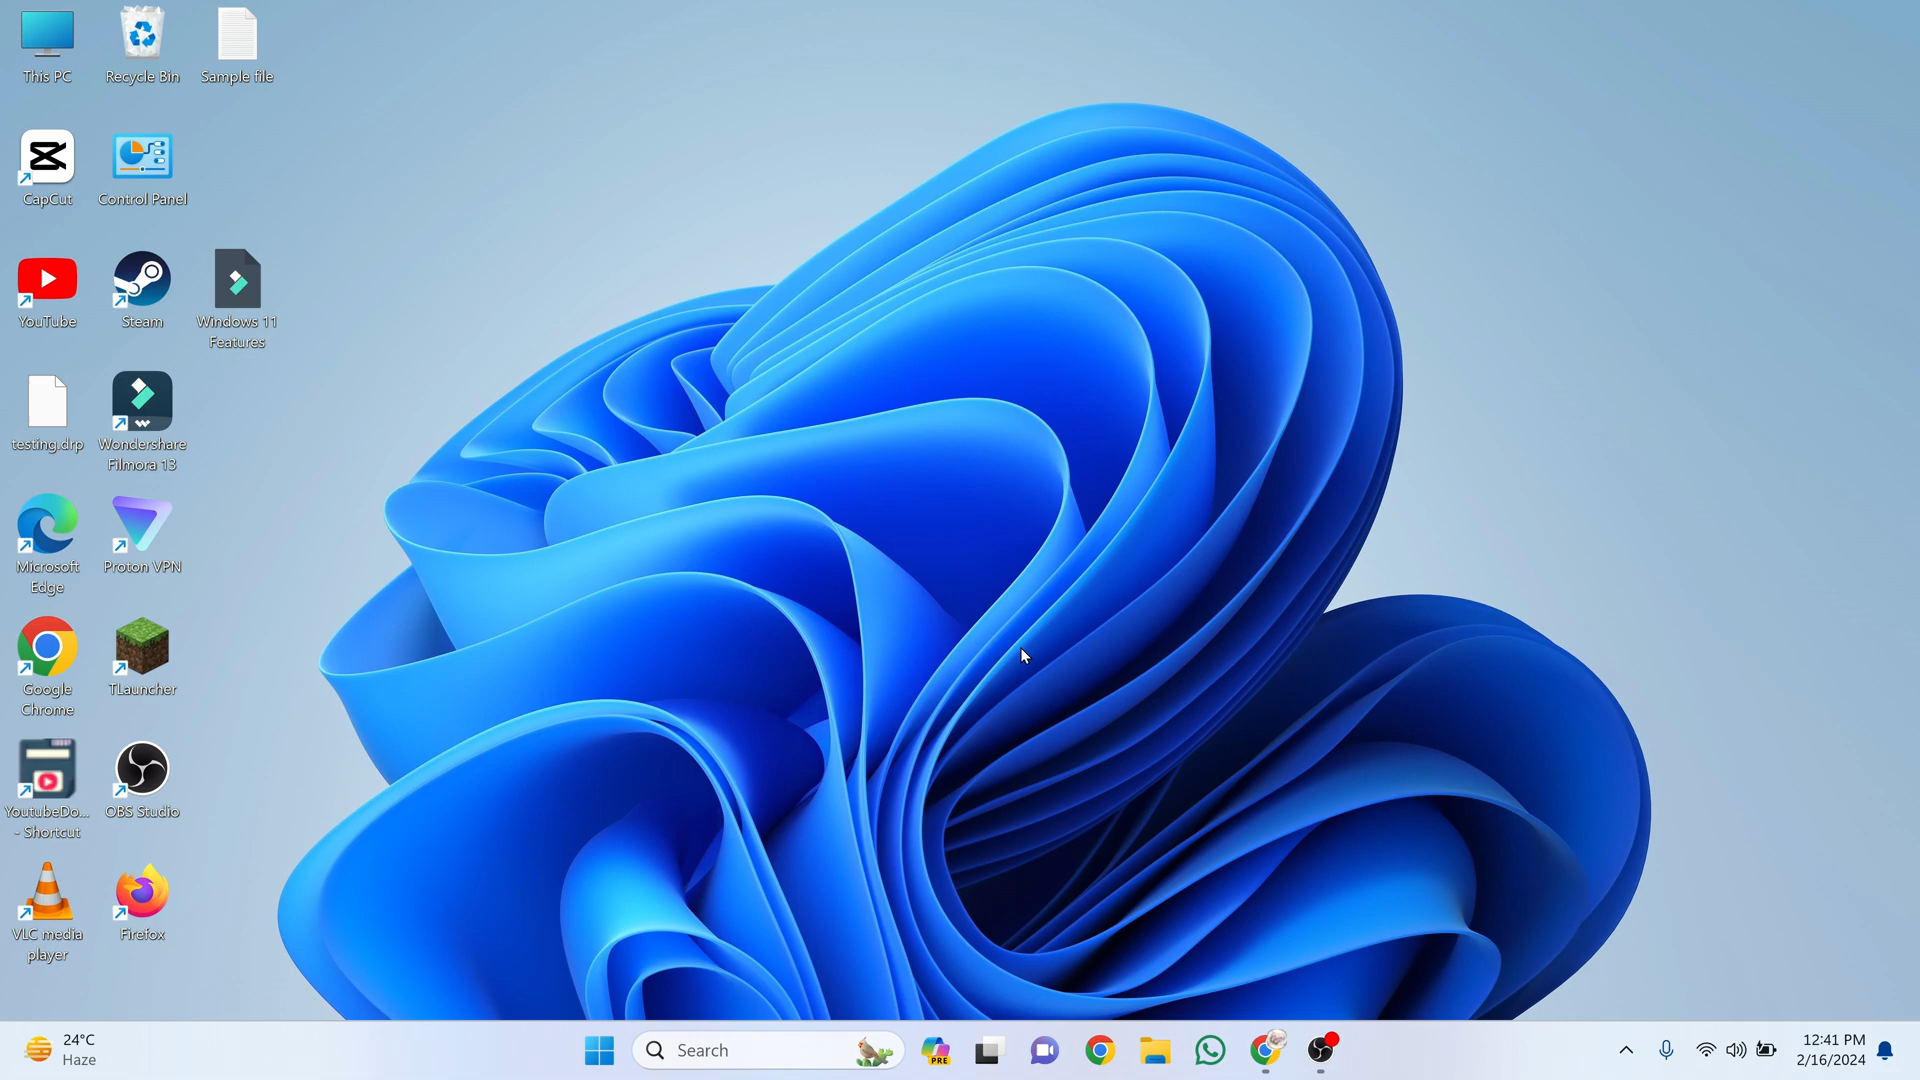 This PC
Recycle Bin
Sample file
CapCut
Control Panel
YouTube
Steam
Windows 11
Features
testing.drp
Wondershare
Filmora 13
Microsoft
Edge
Proton VPN
Google
Chrome
TLauncher
YoutubeDo...
- Shortcut
OBS Studio
VLC media
player
Firefox
24°C
Haze
Search
PRE
12:41 PM
2/16/2024